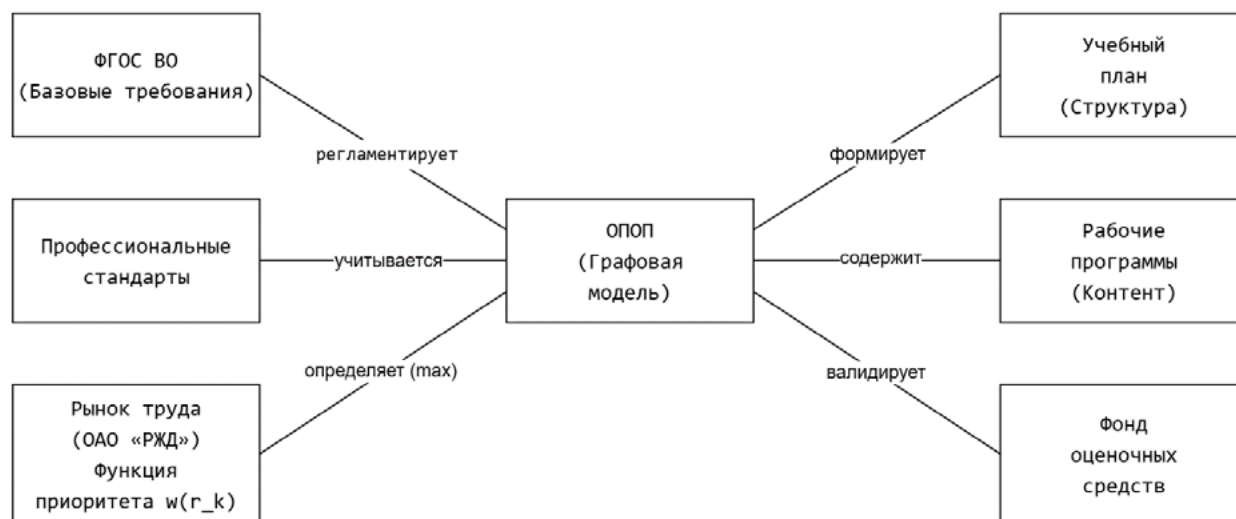 ФГОС ВО
(Базовые требования)
регламентирует
Профессиональные
стандарты
учитывается
Рынок труда
(ОАО «РЖД»)
Функция
приоритета w(r_k)
определяет (max)
ОПОП
(Графовая
модель)
Учебный
план
(Структура)
формирует
Рабочие
программы
(Контент)
содержит
Фонд
оценочных
средств
валидирует